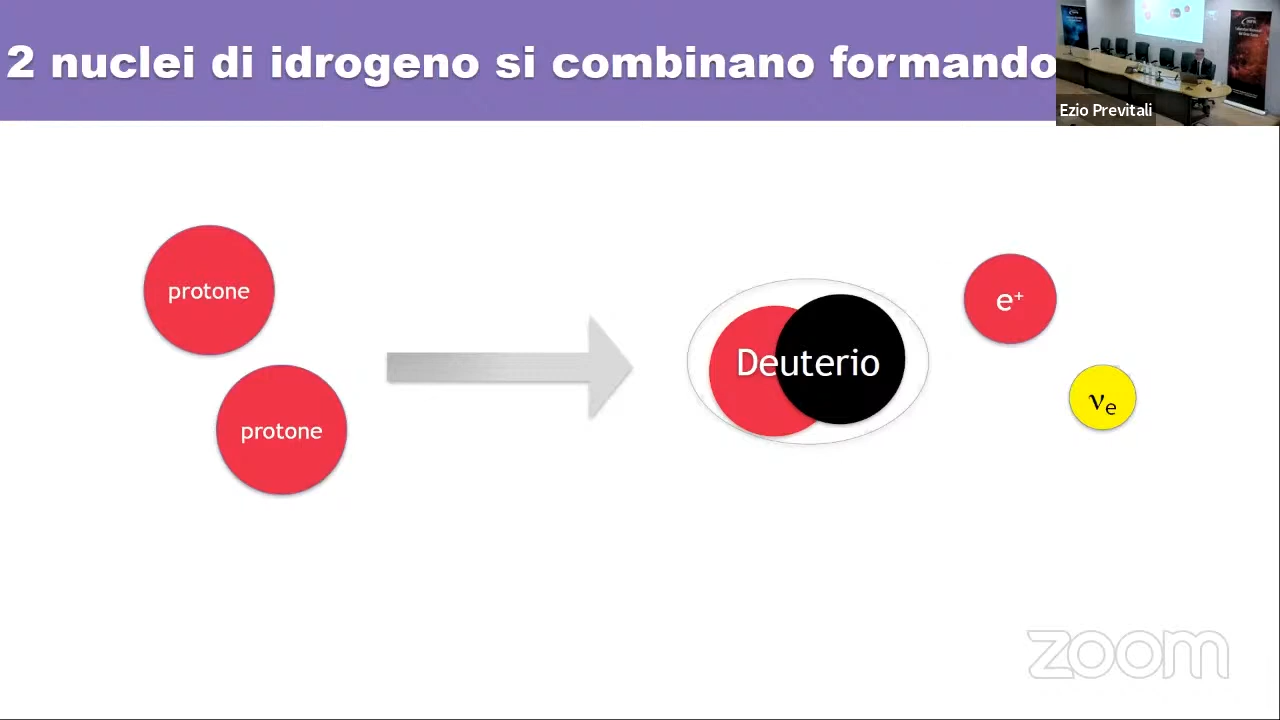 2 nuclei di idrogeno si combinano formando
Ezio Previtali
protone
protone
Deuterio
e⁺
νₑ
zoom